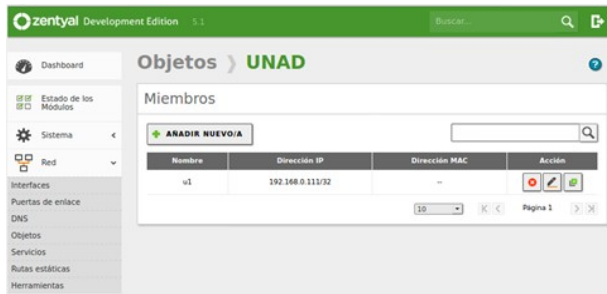 zentyal Development Edition 5.1
Buscar...
Dashboard
Estado de los
Módulos
Sistema
Red
Interfaces
Puertas de enlace
DNS
Objetos
Servicios
Rutas estáticas
Herramientas
Objetos UNAD
Miembros
AÑADIR NUEVO/A
Nombre Dirección IP Dirección MAC Acción
u1 192.168.0.111/32 --
10 Página 1